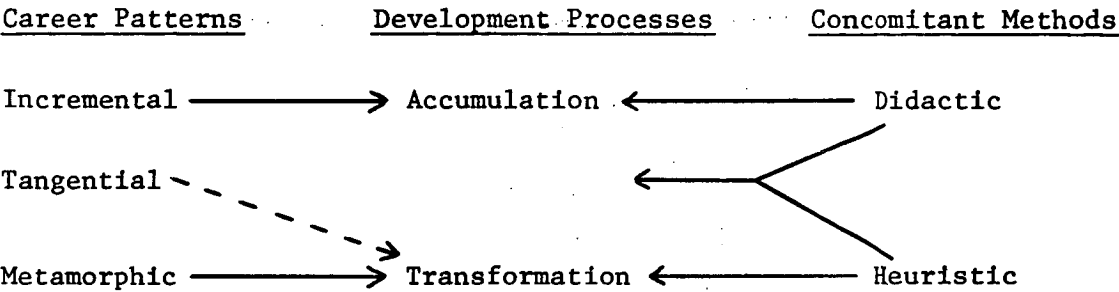 Career Patterns Development Processes Concomitant Methods
Incremental Accumulation Didactic
Tangential
Metamorphic Transformation Heuristic